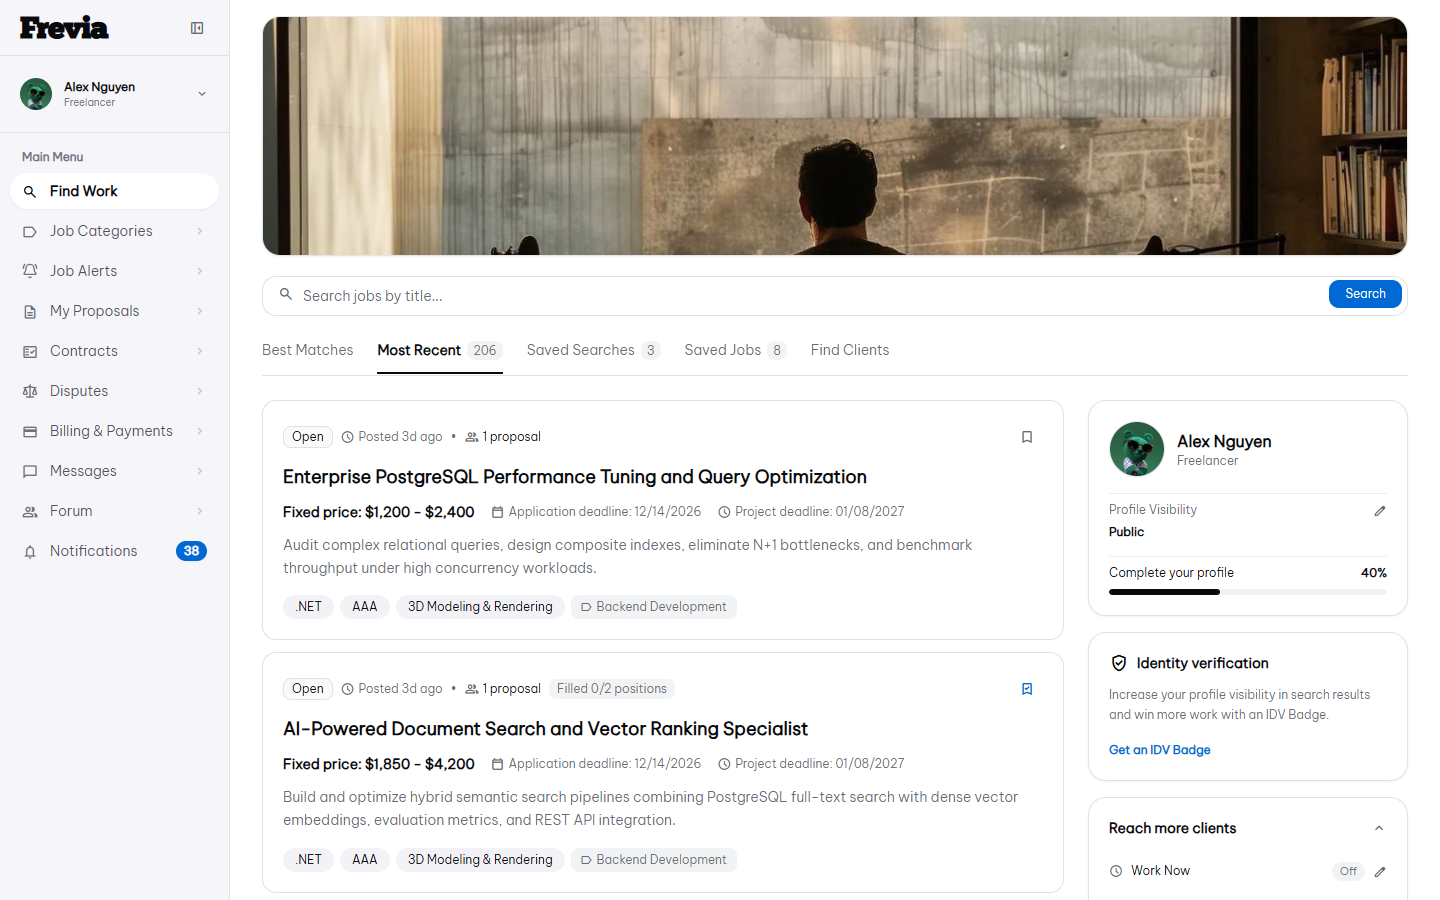 Frevia
Alex Nguyen
Freelancer
Main Menu
Find Work
Job Categories
Job Alerts
My Proposals
Contracts
Disputes
Billing & Payments
Messages
Forum
Notifications 38
Search jobs by title...
Search
Best Matches
Most Recent 206
Saved Searches 3
Saved Jobs 8
Find Clients
Open Posted 3d ago • 1 proposal
Enterprise PostgreSQL Performance Tuning and Query Optimization
Fixed price: $1,200 - $2,400 Application deadline: 12/14/2026 Project deadline: 01/08/2027
Audit complex relational queries, design composite indexes, eliminate N+1 bottlenecks, and benchmark
throughput under high concurrency workloads.
.NET AAA 3D Modeling & Rendering Backend Development
Open Posted 3d ago • 1 proposal Filled 0/2 positions
AI-Powered Document Search and Vector Ranking Specialist
Fixed price: $1,850 - $4,200 Application deadline: 12/14/2026 Project deadline: 01/08/2027
Build and optimize hybrid semantic search pipelines combining PostgreSQL full-text search with dense vector
embeddings, evaluation metrics, and REST API integration.
.NET AAA 3D Modeling & Rendering Backend Development
Alex Nguyen
Freelancer
Profile Visibility
Public
Complete your profile 40%
Identity verification
Increase your profile visibility in search results
and win more work with an IDV Badge.
Get an IDV Badge
Reach more clients
Work Now Off